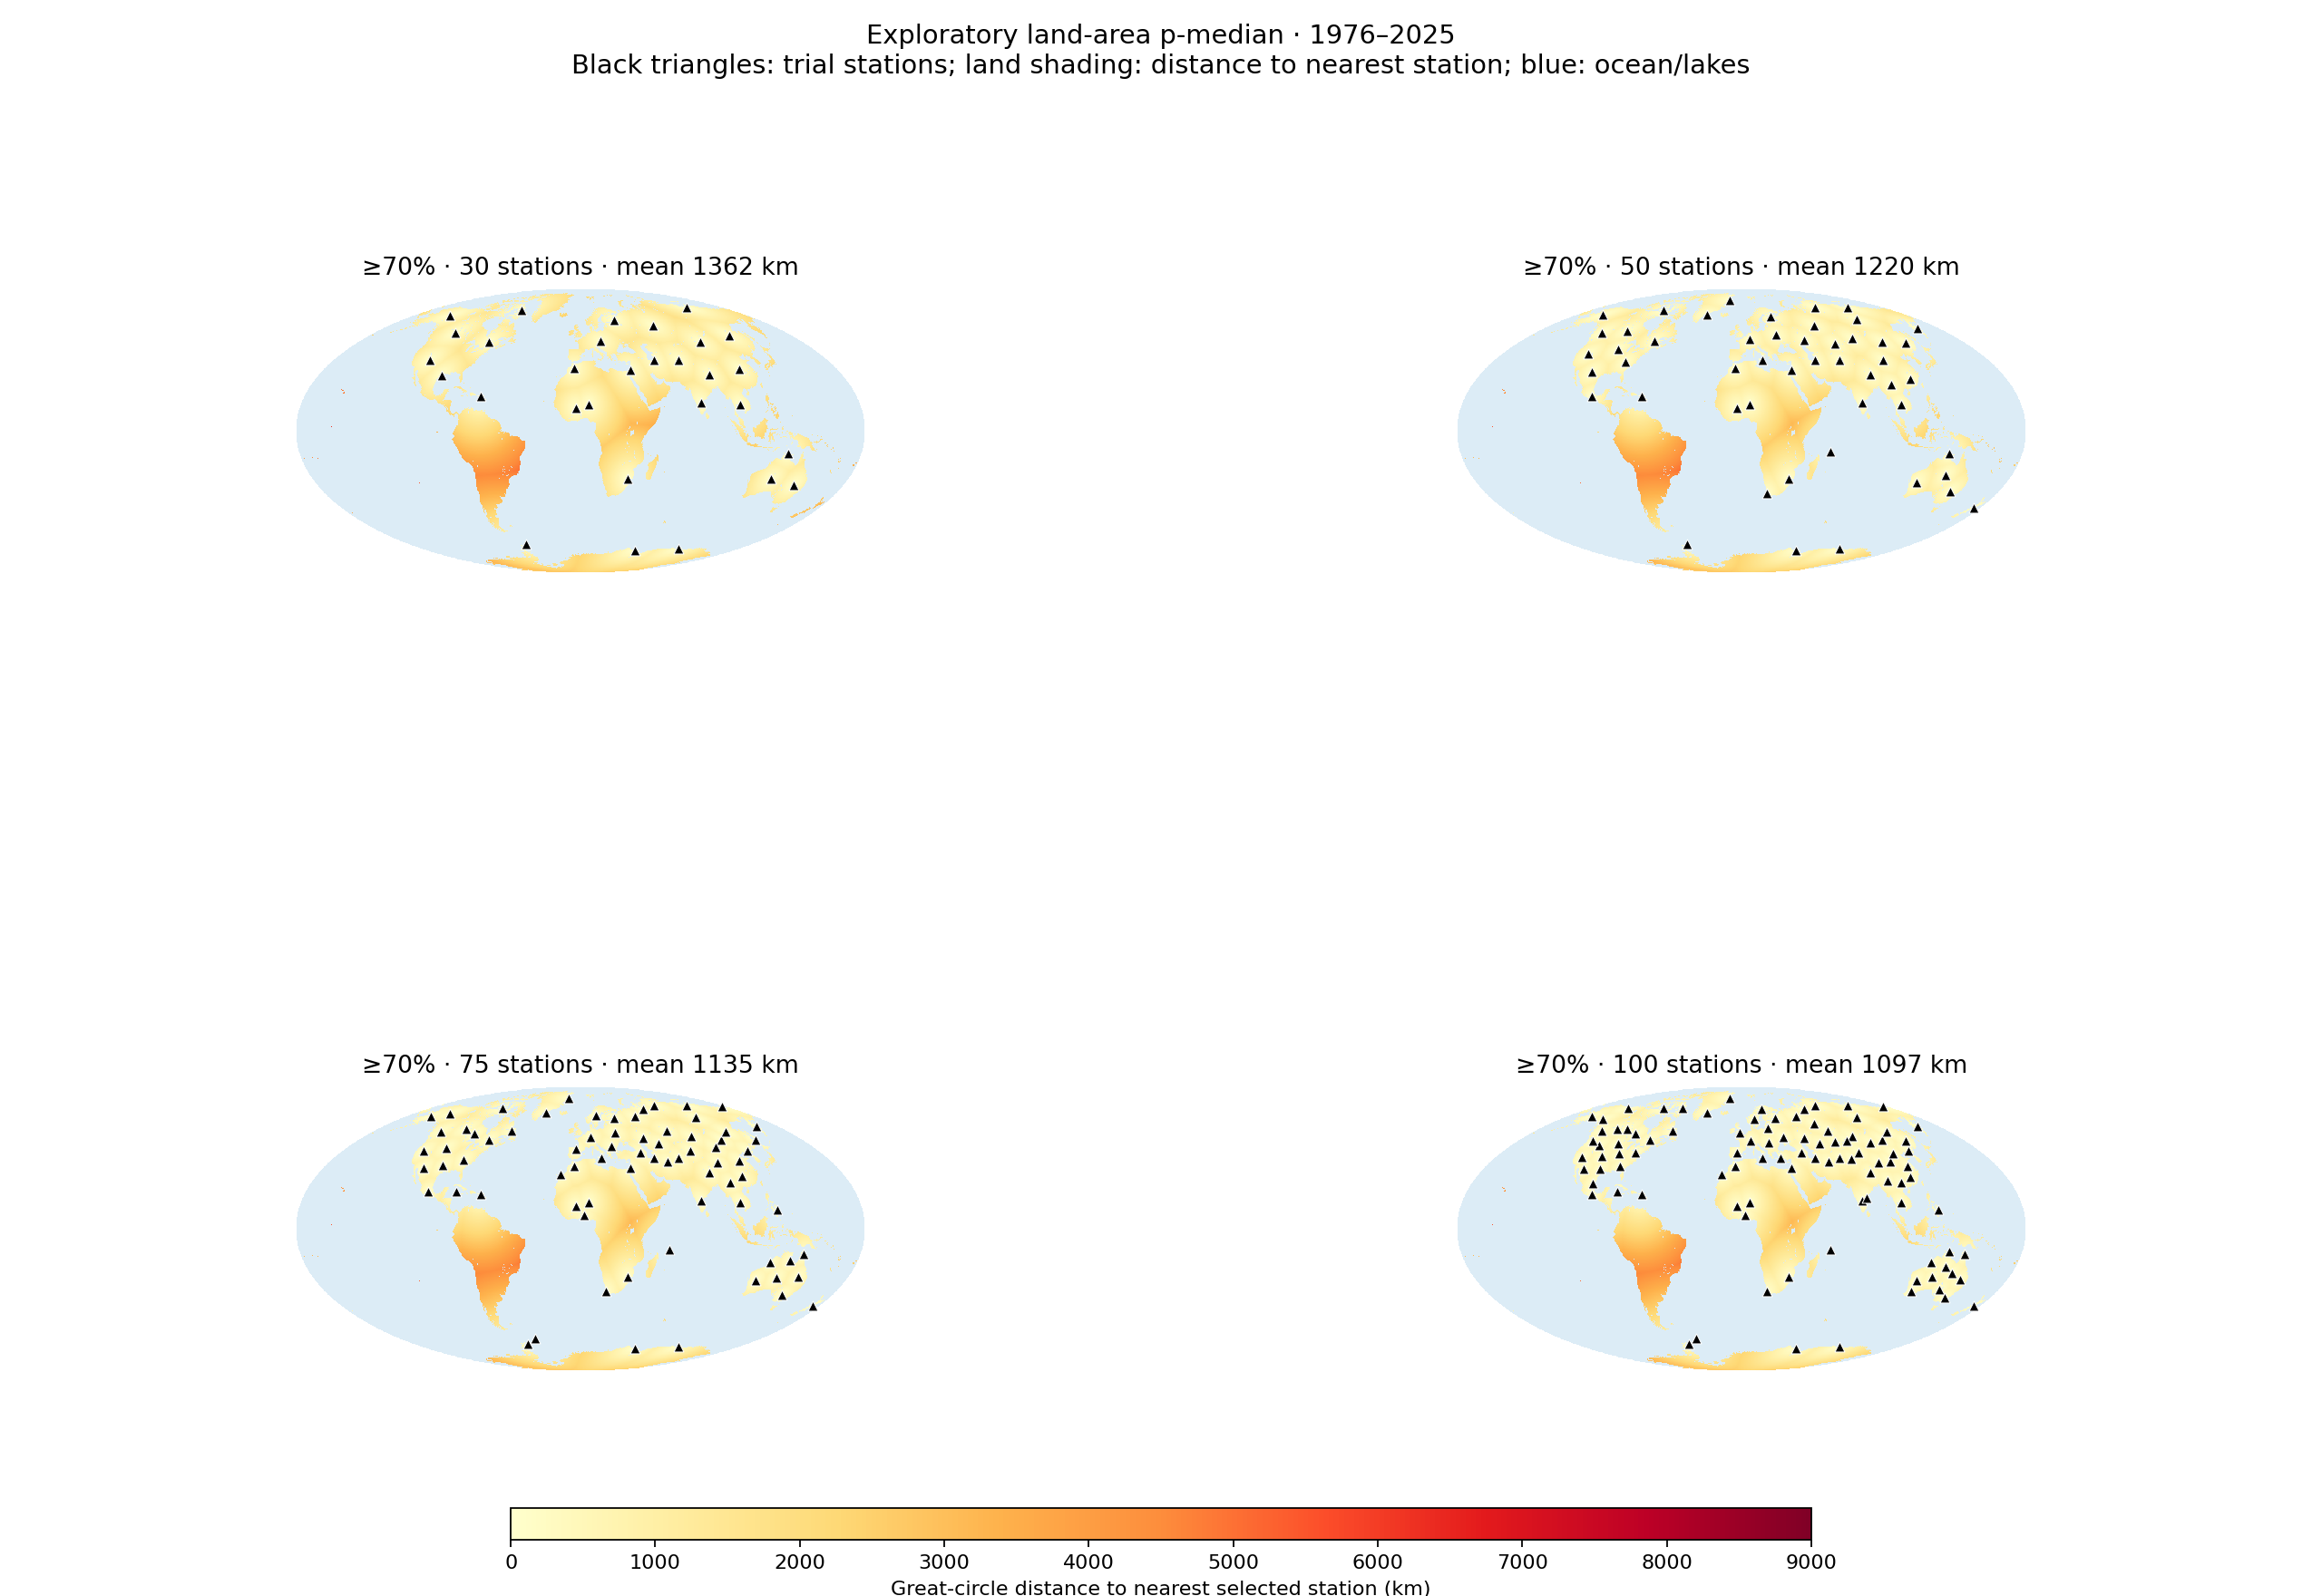 Exploratory land-area p-median · 1976–2025
Black triangles: trial stations; land shading: distance to nearest station; blue: ocean/lakes
≥70% · 30 stations · mean 1362 km
≥70% · 50 stations · mean 1220 km
≥70% · 75 stations · mean 1135 km
≥70% · 100 stations · mean 1097 km
0 1000 2000 3000 4000 5000 6000 7000 8000 9000
Great-circle distance to nearest selected station (km)